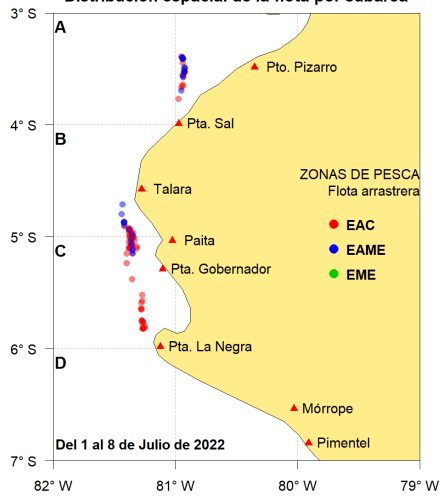 Distribución espacial de la flota por subárea
3° S
A
Pto. Pizarro
4° S
Pta. Sal
B
ZONAS DE PESCA
Flota arrastrera
Talara
EAC
5° S
Paita
C
EAME
Pta. Gobernador
EME
6° S
Pta. La Negra
D
Mórrope
Del 1 al 8 de Julio de 2022
Pimentel
7° S
82° W
81° W
80° W
79° W